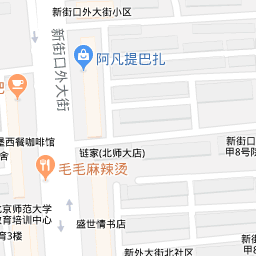 新街口外大街小区
新街口外大街
阿凡提巴扎
西餐咖啡馆
舍
链家(北师大店)
新街口
甲8号院
毛毛麻辣烫
京师范大学
教育培训中心
育3楼
盛世情书店
新外大街北社区